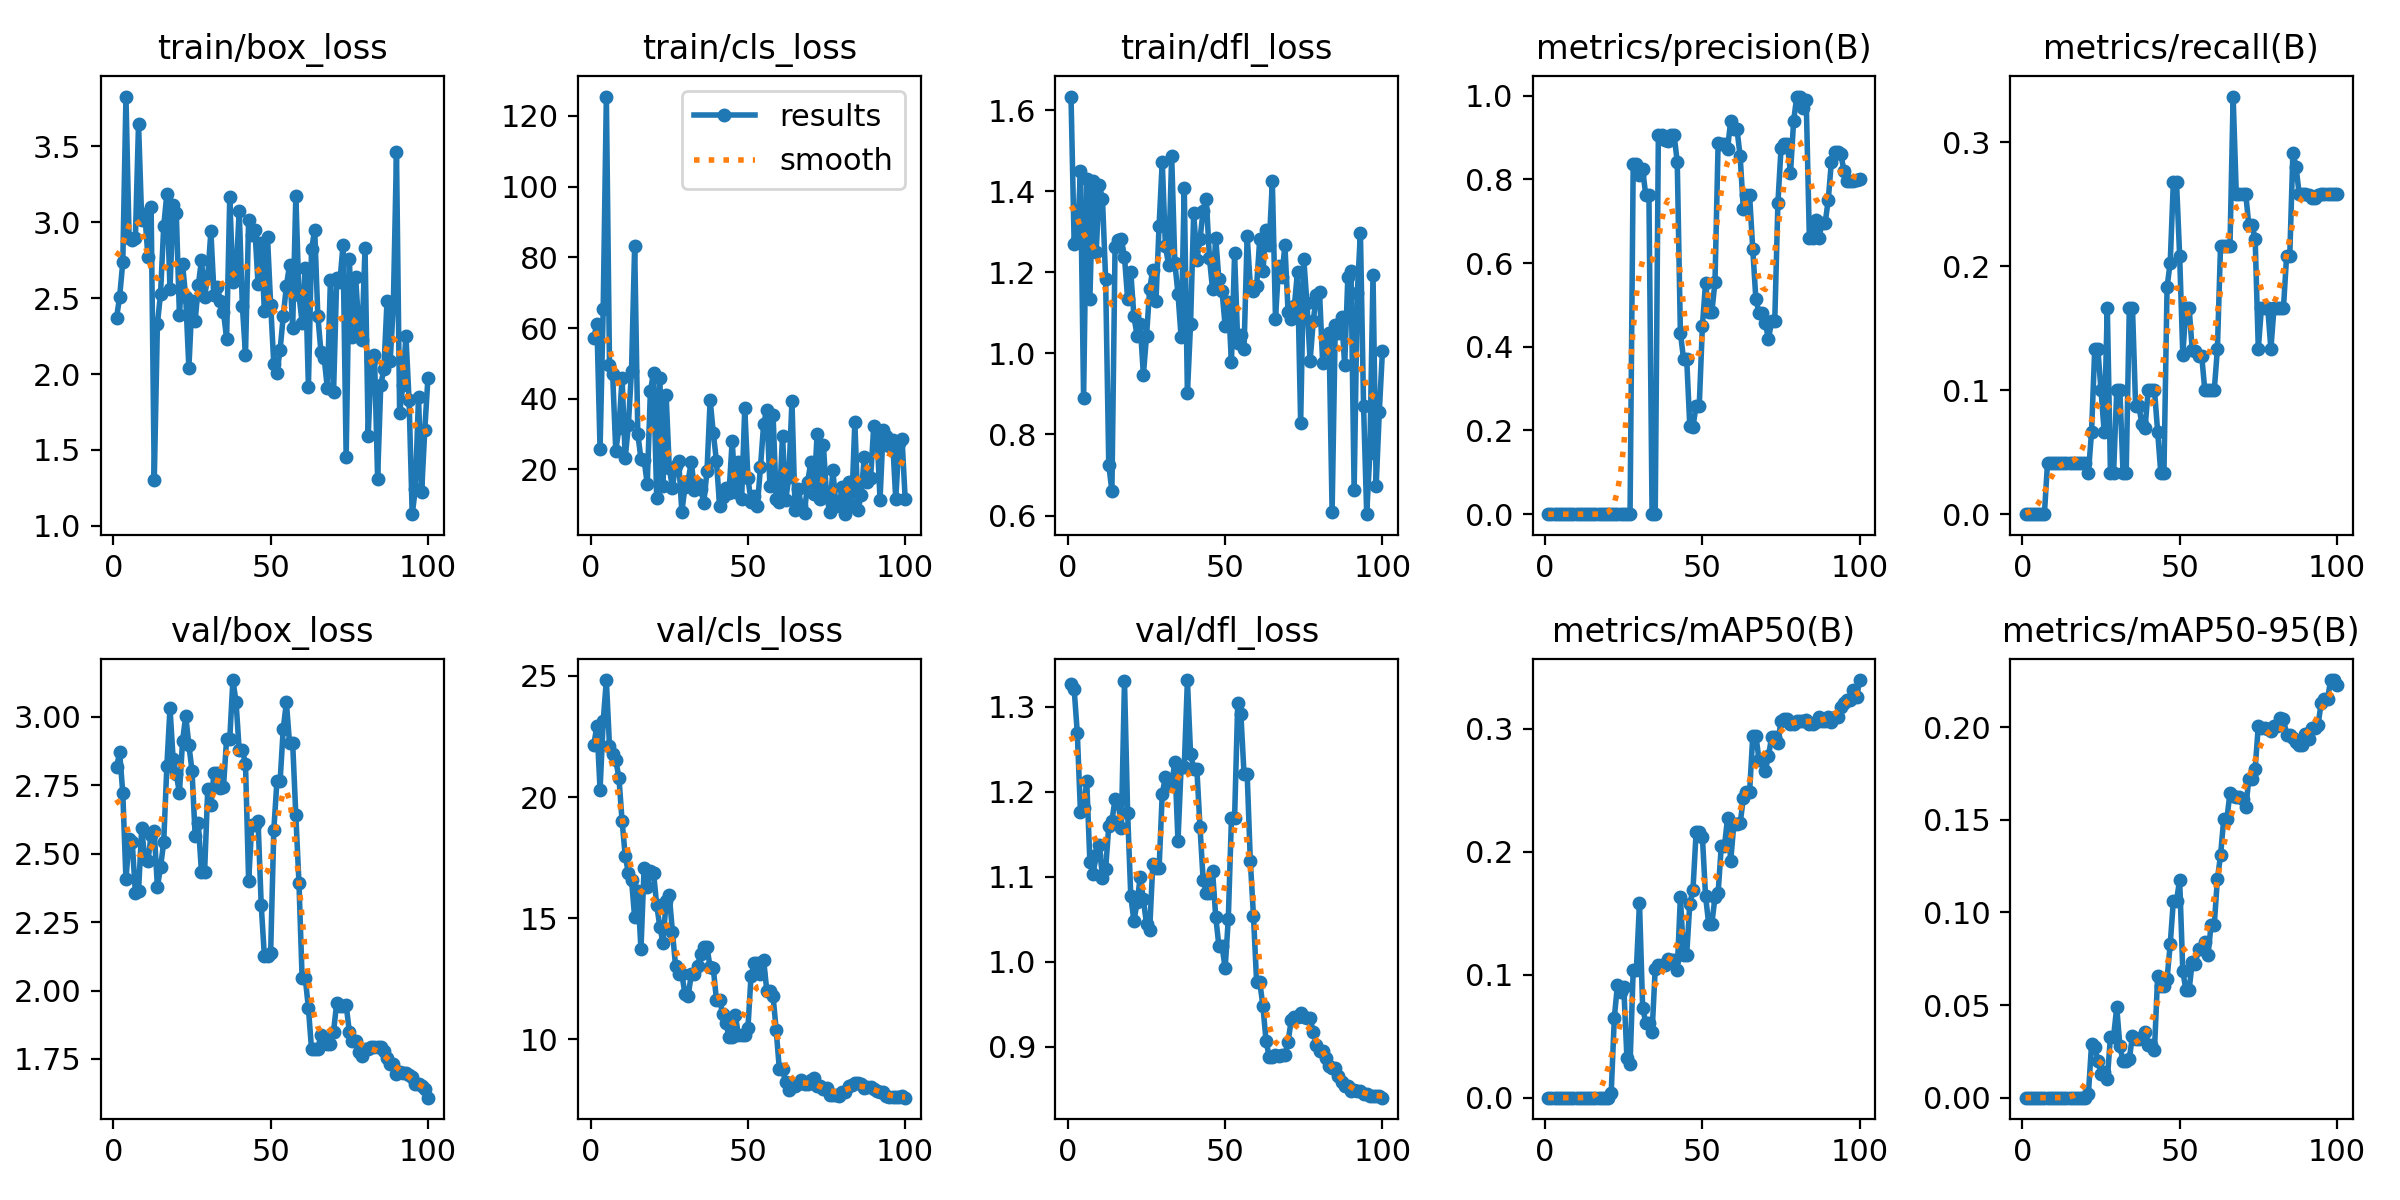 train/box_loss
train/cls_loss
train/dfl_loss
metrics/precision(B)
metrics/recall(B)
3.5
3.0
2.5
2.0
1.5
1.0
0 50 100
120
100
80
60
40
20
0 50 100
results
smooth
1.6
1.4
1.2
1.0
0.8
0.6
0 50 100
1.0
0.8
0.6
0.4
0.2
0.0
0 50 100
0.3
0.2
0.1
0.0
0 50 100
val/box_loss
val/cls_loss
val/dfl_loss
metrics/mAP50(B)
metrics/mAP50-95(B)
3.00
2.75
2.50
2.25
2.00
1.75
0 50 100
25
20
15
10
0 50 100
1.3
1.2
1.1
1.0
0.9
0 50 100
0.3
0.2
0.1
0.0
0 50 100
0.20
0.15
0.10
0.05
0.00
0 50 100